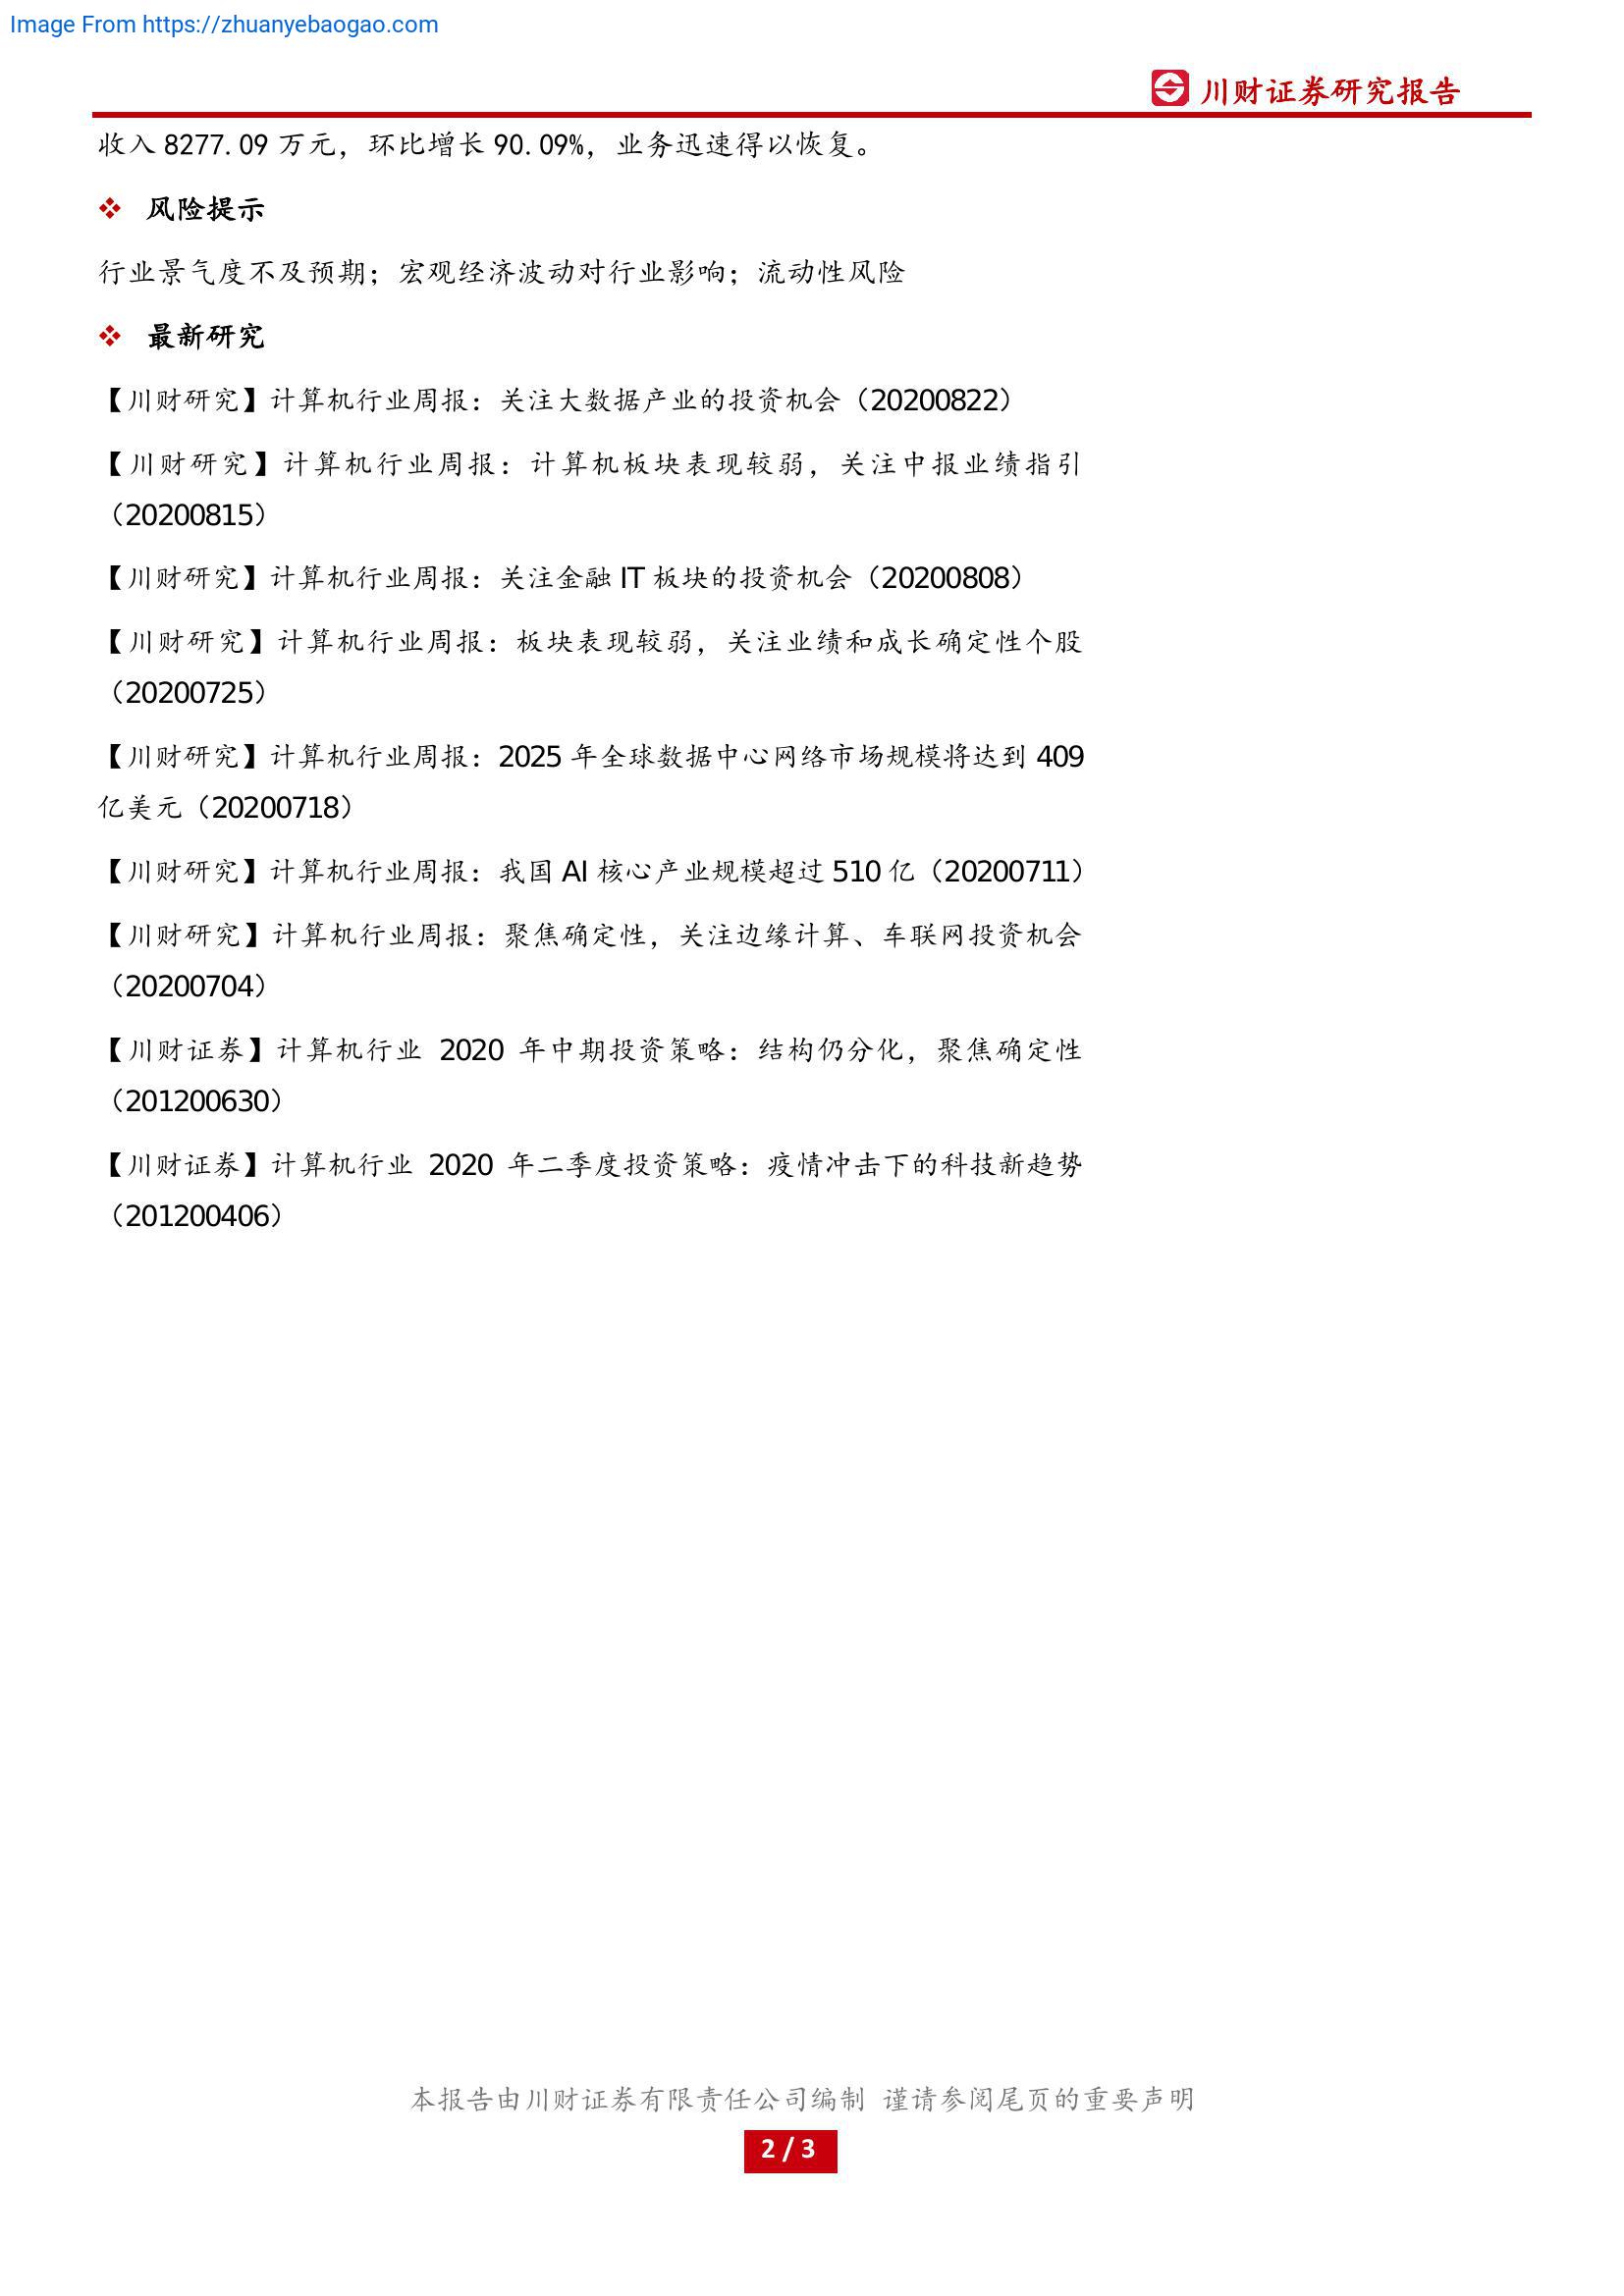 Image From https://zhuanyebaogao.com
川财证券研究报告
收入 8277.09 万元，环比增长 90.09%，业务迅速得以恢复。
❖ 风险提示
行业景气度不及预期；宏观经济波动对行业影响；流动性风险
❖ 最新研究
【川财研究】计算机行业周报：关注大数据产业的投资机会（20200822）
【川财研究】计算机行业周报：计算机板块表现较弱，关注中报业绩指引
（20200815）
【川财研究】计算机行业周报：关注金融 IT 板块的投资机会（20200808）
【川财研究】计算机行业周报：板块表现较弱，关注业绩和成长确定性个股
（20200725）
【川财研究】计算机行业周报：2025 年全球数据中心网络市场规模将达到 409
亿美元（20200718）
【川财研究】计算机行业周报：我国 AI 核心产业规模超过 510 亿（20200711）
【川财研究】计算机行业周报：聚焦确定性，关注边缘计算、车联网投资机会
（20200704）
【川财证券】计算机行业 2020 年中期投资策略：结构仍分化，聚焦确定性
（201200630）
【川财证券】计算机行业 2020 年二季度投资策略：疫情冲击下的科技新趋势
（201200406）
本报告由川财证券有限责任公司编制 谨请参阅尾页的重要声明
2 / 3